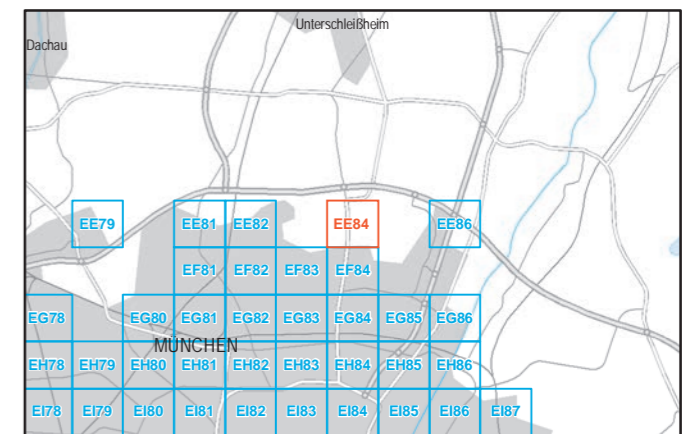 Unterschleißheim
Dachau
EE79 EE81 EE82 EE84 EE86
EF81 EF82 EF83 EF84
EG78 EG80 EG81 EG82 EG83 EG84 EG85 EG86
MÜNCHEN
EH78 EH79 EH80 EH81 EH82 EH83 EH84 EH85 EH86
EI78 EI79 EI80 EI81 EI82 EI83 EI84 EI85 EI86 EI87